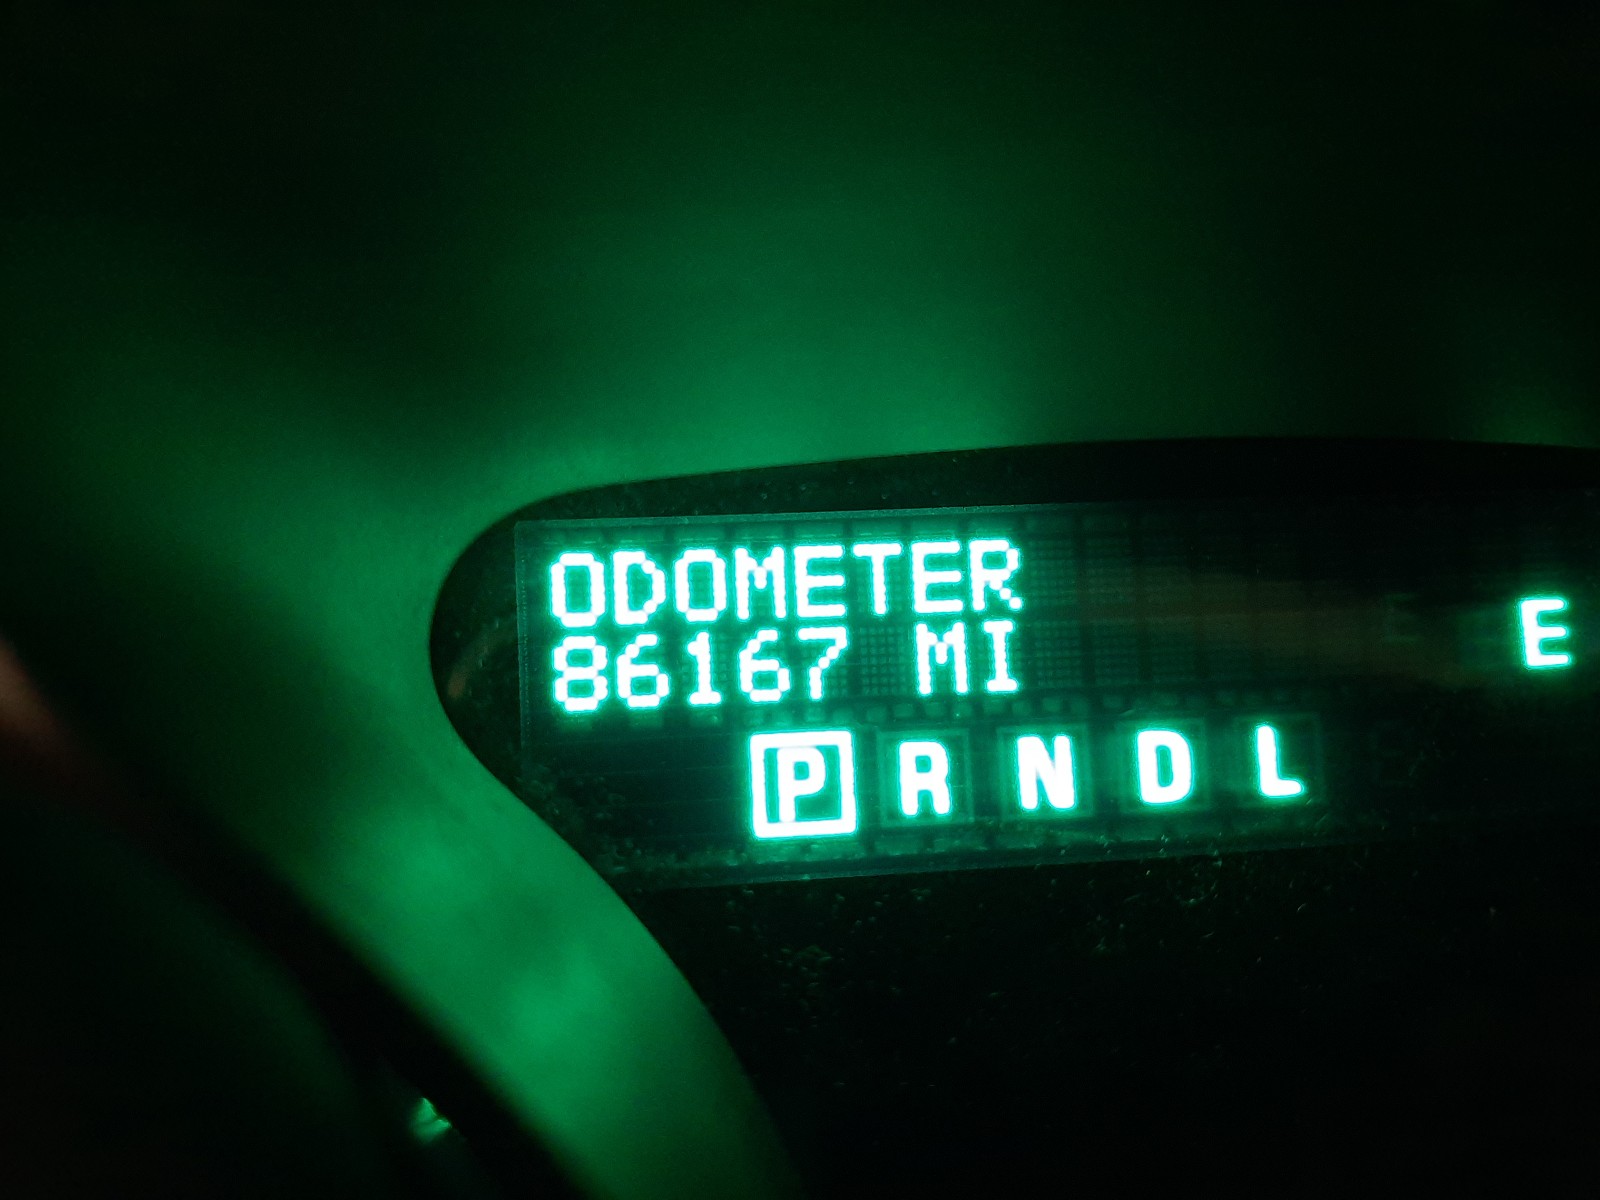 ODOMETER
86167 MI
P R N D L
E